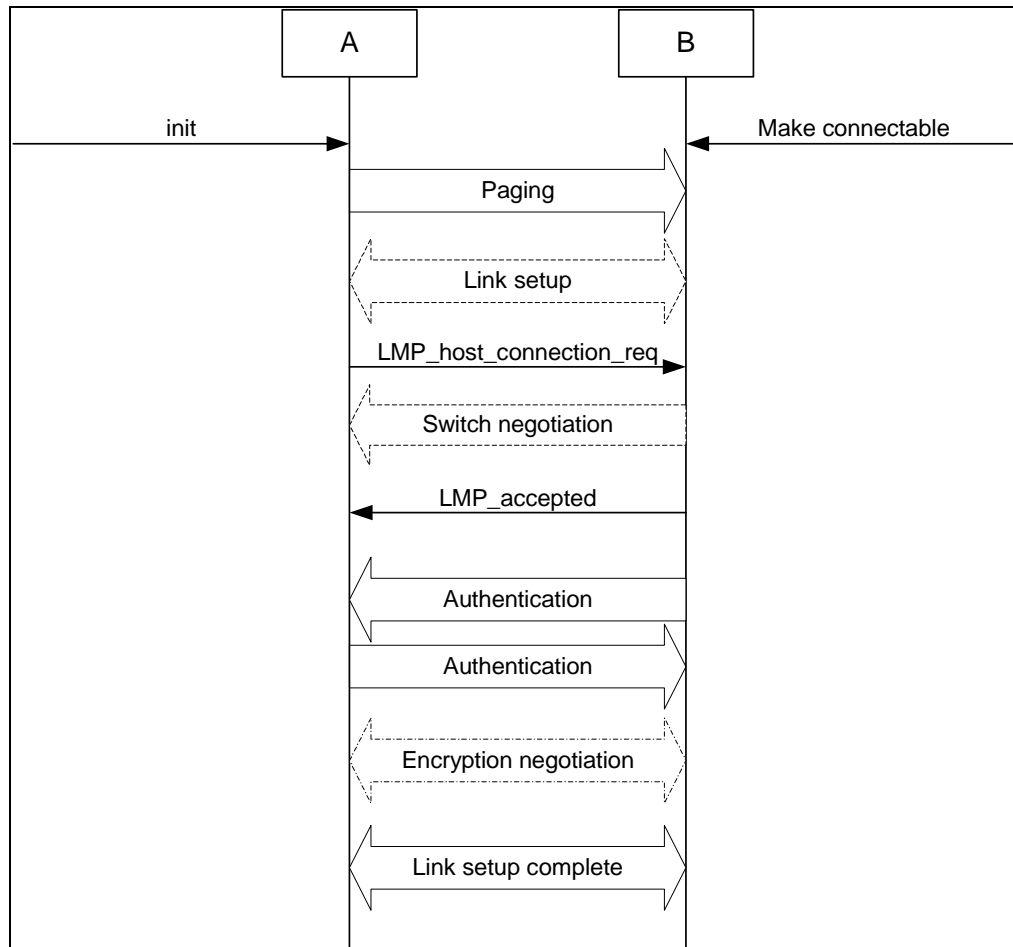 A
B
init
Make connectable
Paging
Link setup
LMP_host_connection_req
Switch negotiation
LMP_accepted
Authentication
Authentication
Encryption negotiation
Link setup complete